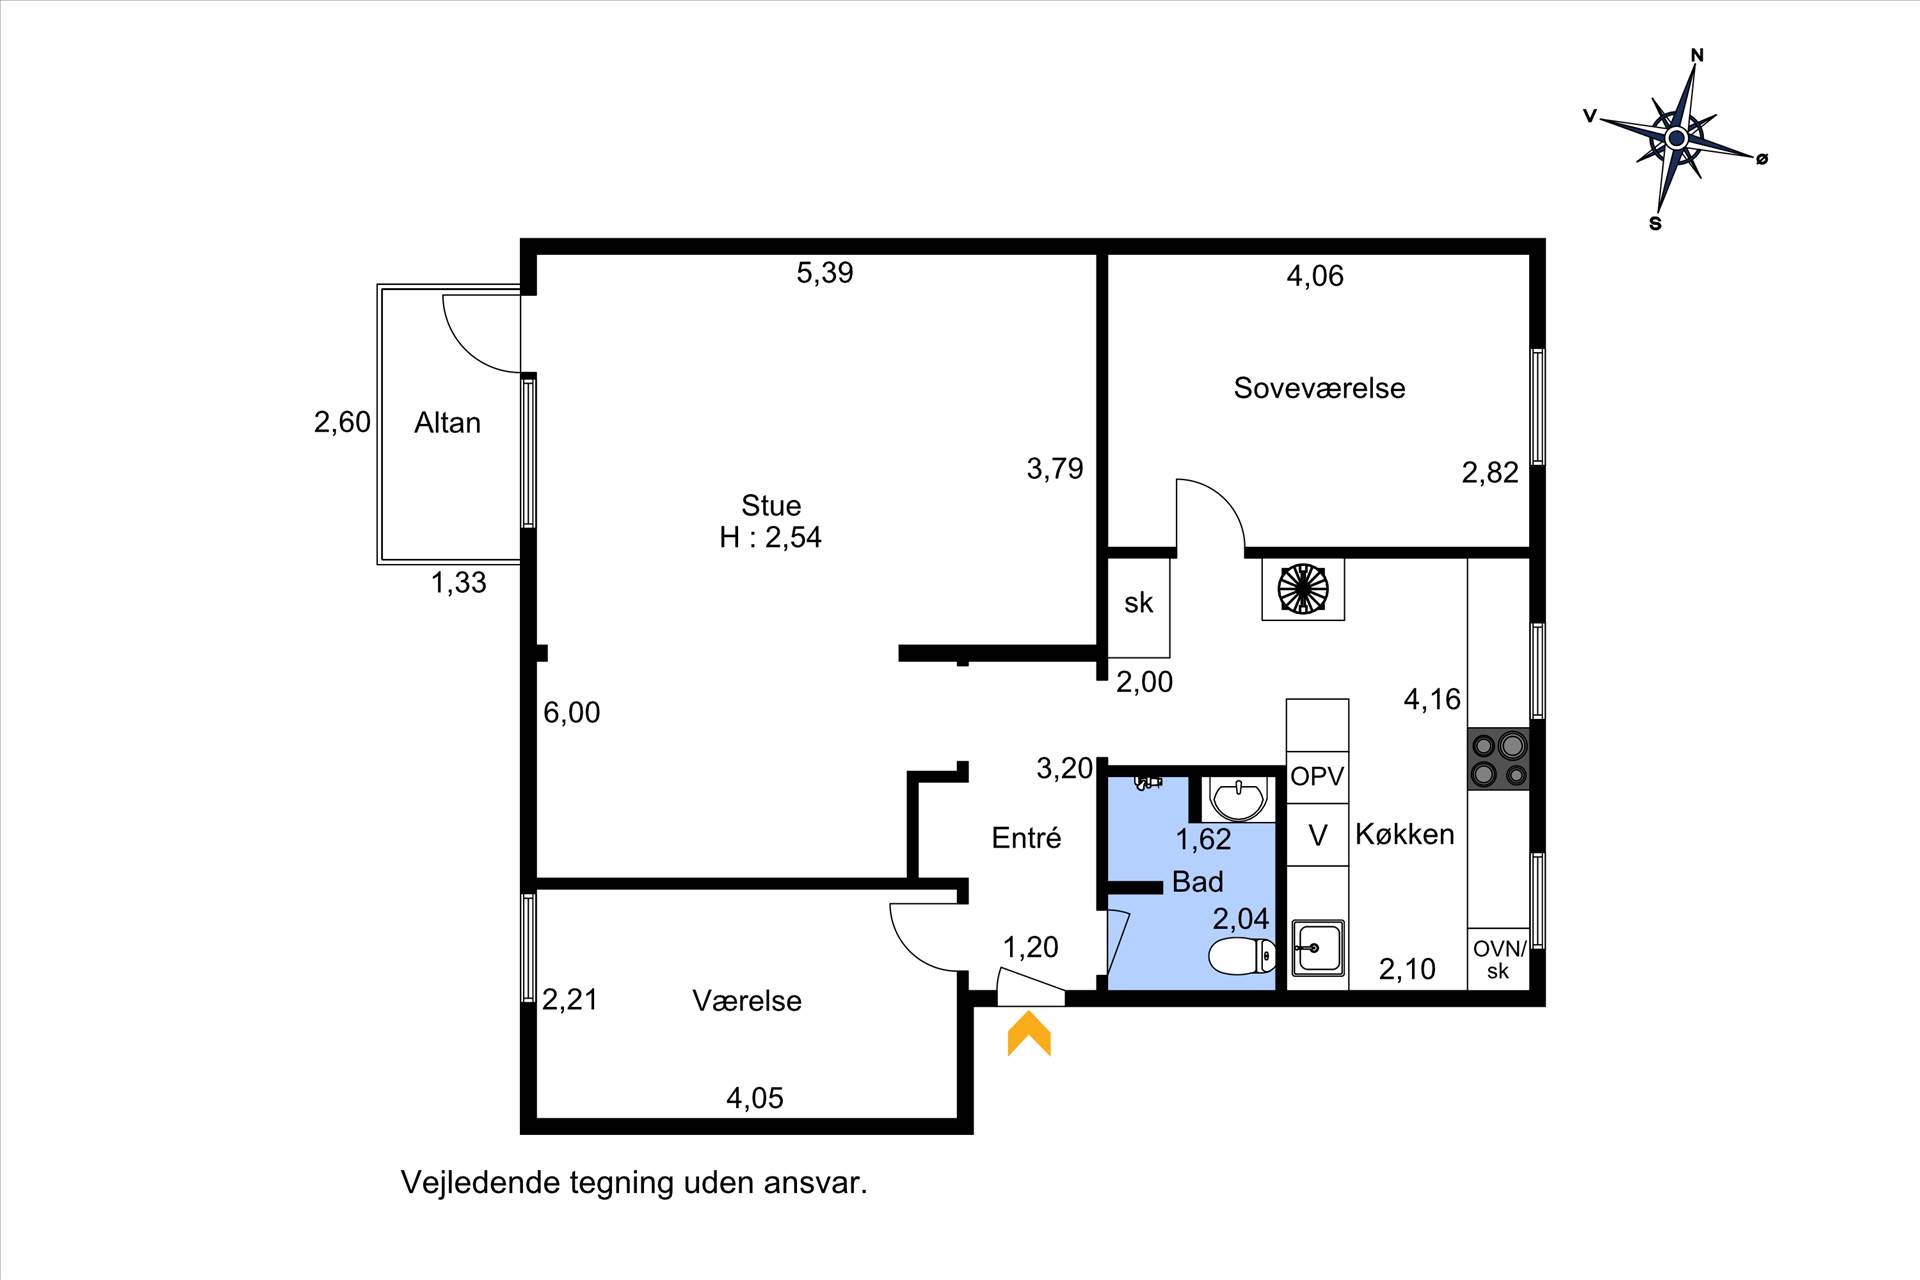 N
V
Ø
S
5,39
4,06
Soveværelse
2,60
Altan
3,79
2,82
Stue
H : 2,54
1,33
sk
2,00
4,16
6,00
3,20
OPV
Entré
1,62
V
Køkken
Bad
2,04
1,20
OVN/
sk
2,10
2,21
Værelse
4,05
Vejledende tegning uden ansvar.